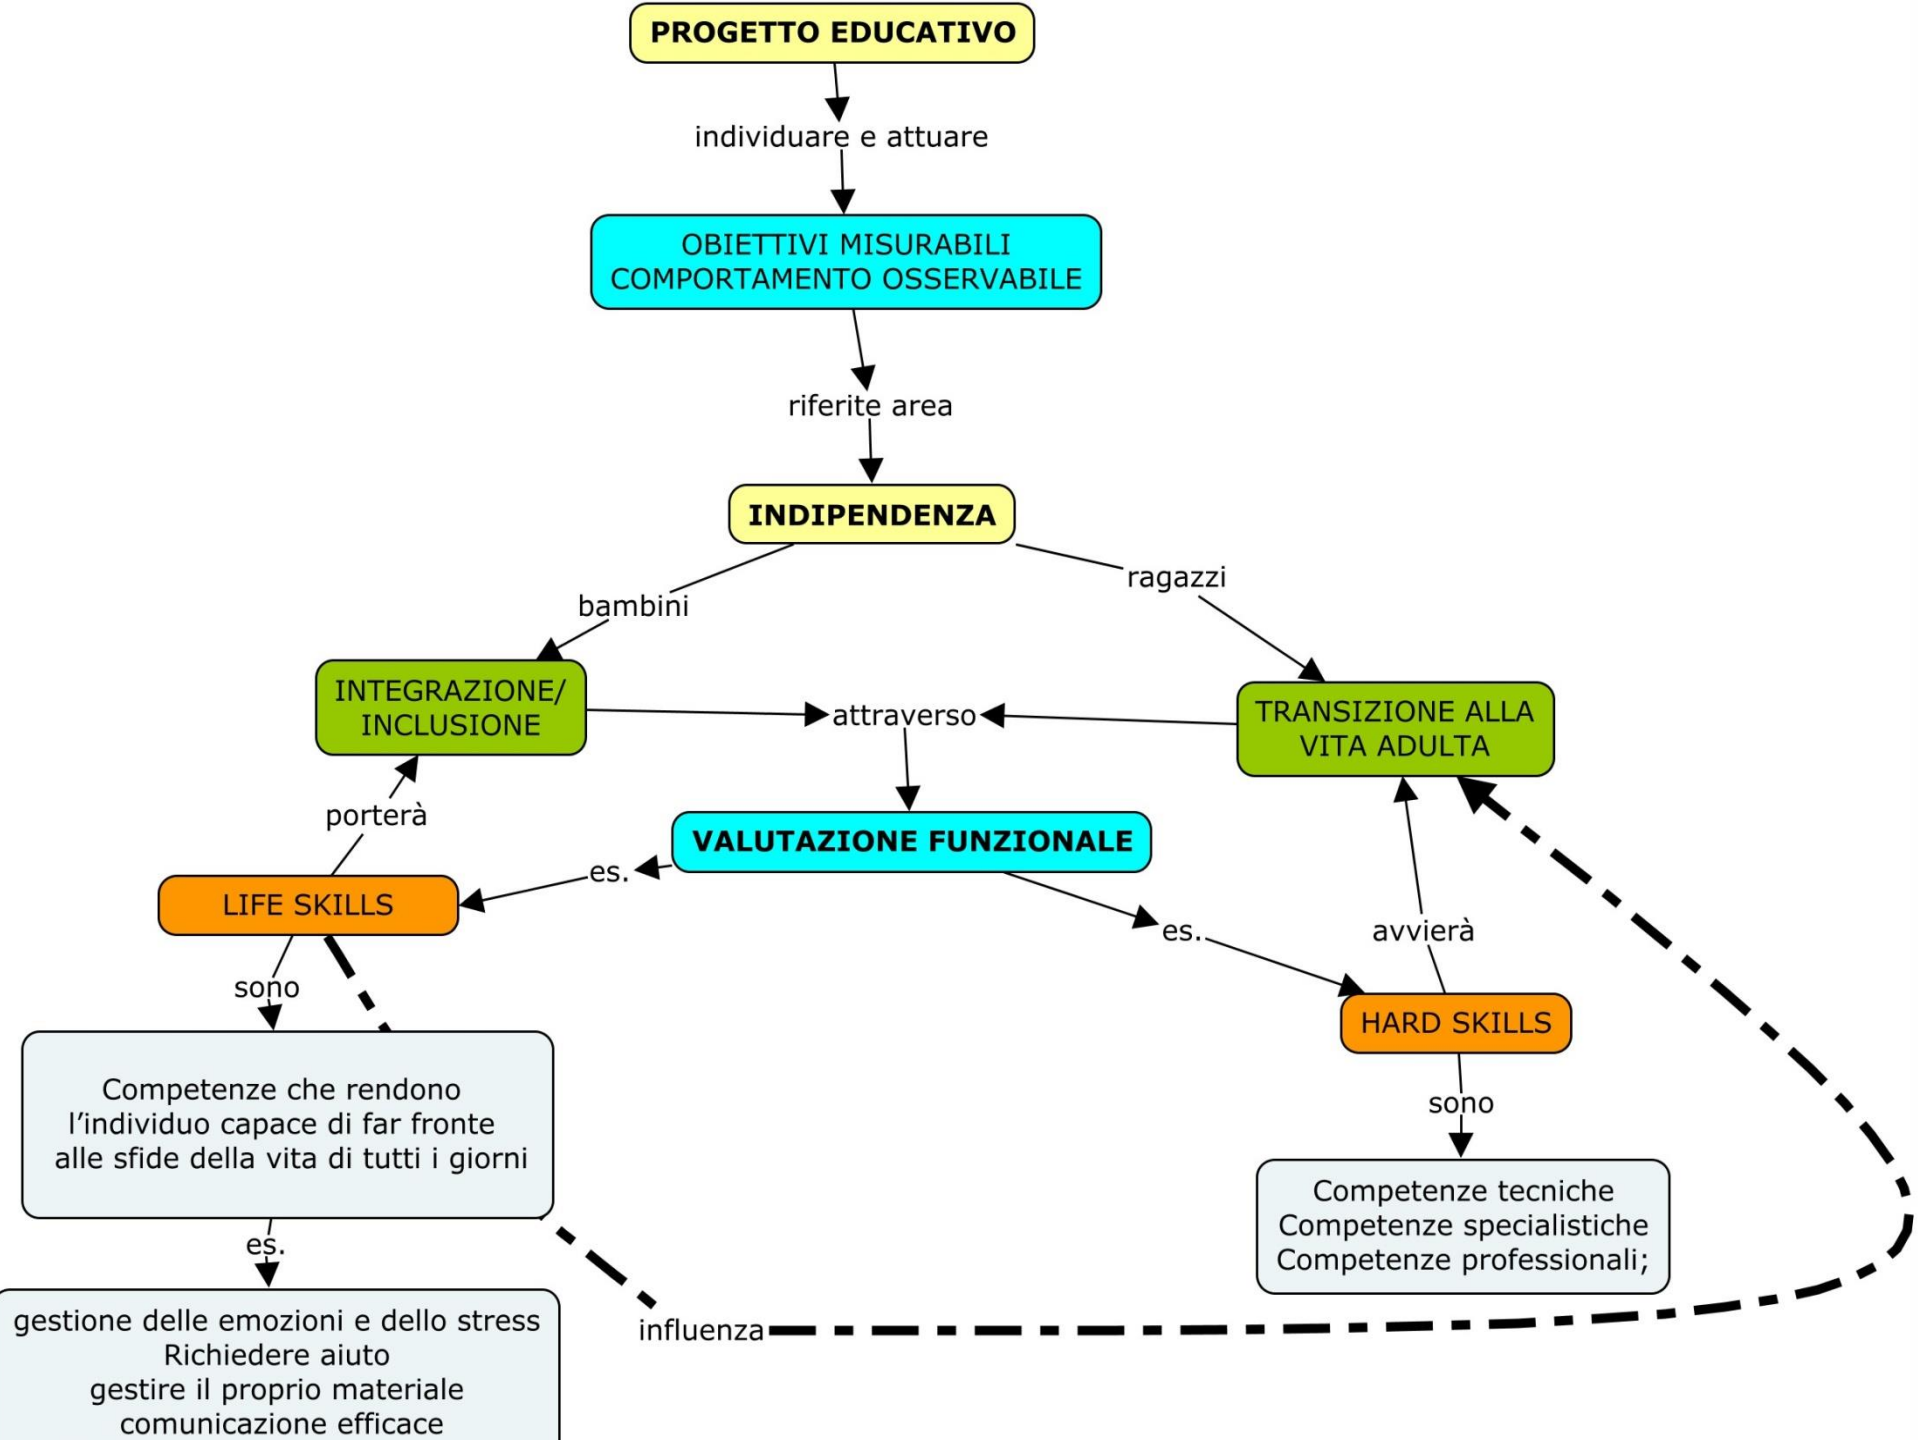 PROGETTO EDUCATIVO
individuare e attuare
OBIETTIVI MISURABILI
COMPORTAMENTO OSSERVABILE
riferite area
INDIPENDENZA
bambini
ragazzi
INTEGRAZIONE/
INCLUSIONE
attraverso
TRANSIZIONE ALLA
VITA ADULTA
porterà
VALUTAZIONE FUNZIONALE
es.
LIFE SKILLS
es.
avvierà
sono
HARD SKILLS
Competenze che rendono
l'individuo capace di far fronte
alle sfide della vita di tutti i giorni
sono
Competenze tecniche
Competenze specialistiche
Competenze professionali;
es.
gestione delle emozioni e dello stress
Richiedere aiuto
gestire il proprio materiale
comunicazione efficace
influenza